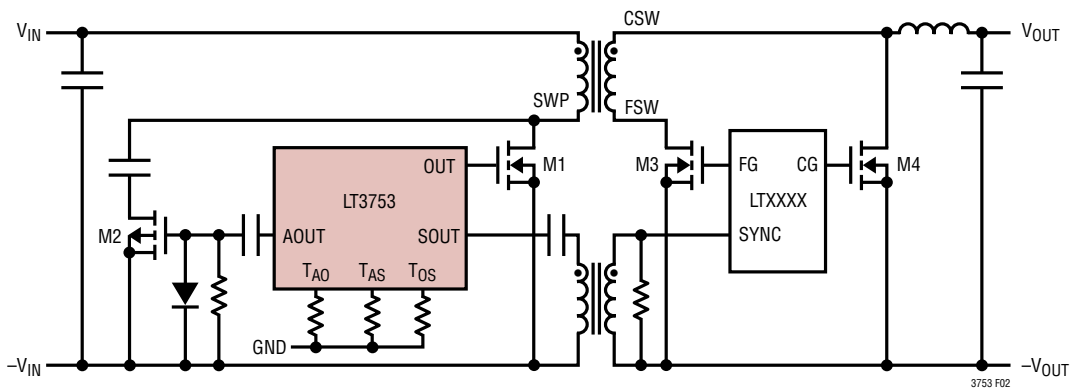 VIN
CSW
VOUT
SWP
FSW
OUT
M1
M3
FG
CG
M4
LT3753
LTXXXX
M2
AOUT
SOUT
SYNC
TAO
TAS
TOS
GND
–VIN
–VOUT
3753 F02